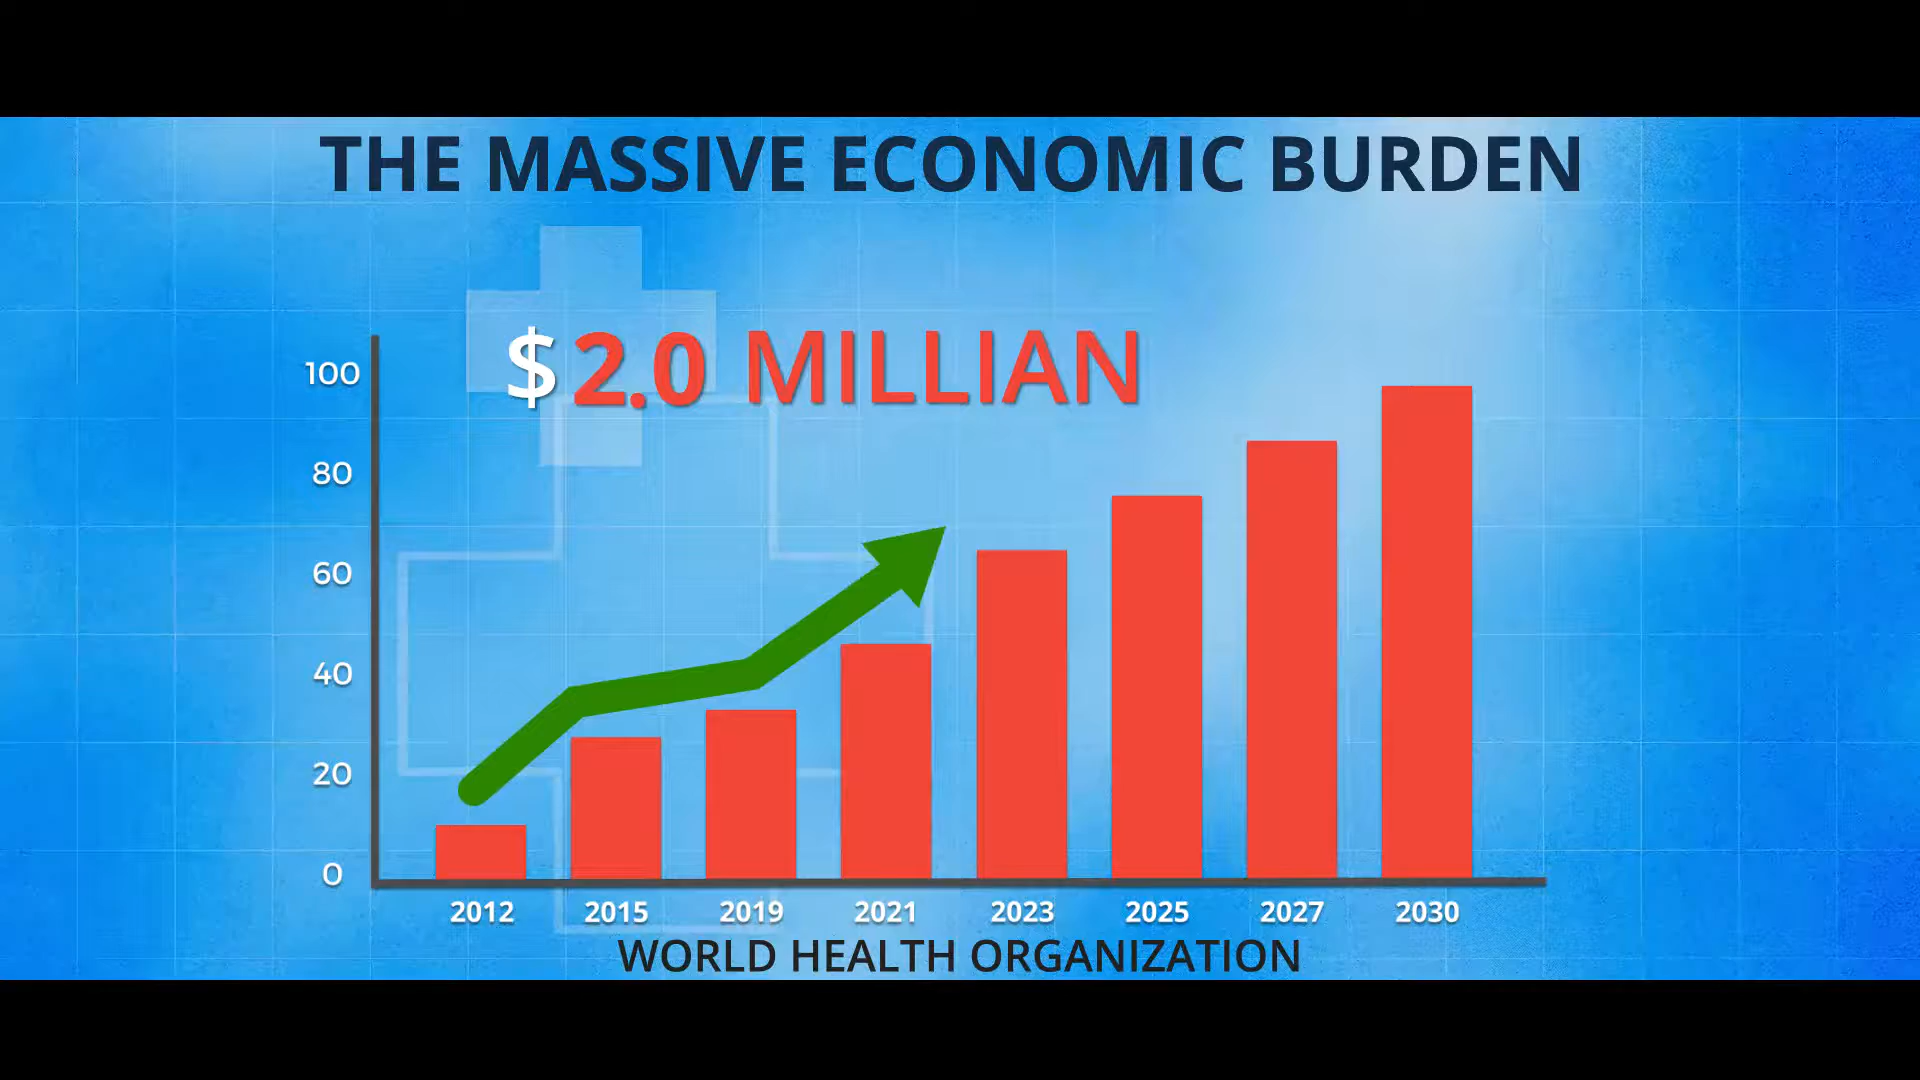 THE MASSIVE ECONOMIC BURDEN
$ 2.0 MILLIAN
100
80
60
40
20
0
2012 2015 2019 2021 2023 2025 2027 2030
WORLD HEALTH ORGANIZATION